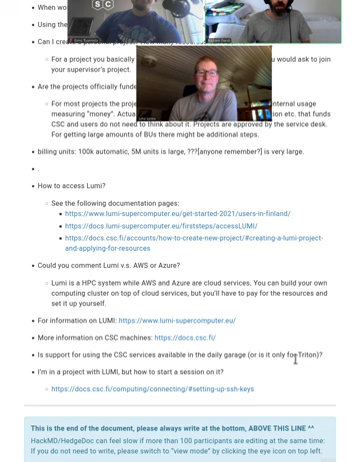 When wo
Using the
Can I crea
For a project you basically
u would ask to join
your supervisor's project.
Are the projects officially funde
For most projects the proje
nternal usage
measuring "money". Actua
on etc. that funds
CSC and users do not need to think about it. Projects are approved by the service desk.
For getting large amounts of BUs there might be additional steps.
billing units: 100k automatic, 5M units is large, ???[anyone remember?] is very large.
.
How to access Lumi?
See the following documentation pages:
https://www.lumi-supercomputer.eu/get-started-2021/users-in-finland/
https://docs.lumi-supercomputer.eu/firststeps/accessLUMI/
https://docs.csc.fi/accounts/how-to-create-new-project/#creating-a-lumi-project-
and-applying-for-resources
Could you comment Lumi v.s. AWS or Azure?
Lumi is a HPC system while AWS and Azure are cloud services. You can build your own
computing cluster on top of cloud services, but you'll have to pay for the resources and
set it up yourself.
For information on LUMI: https://www.lumi-supercomputer.eu/
More information on CSC machines: https://docs.csc.fi/
Is support for using the CSC services available in the daily garage (or is it only for Triton)?
I'm in a project with LUMI, but how to start a session on it?
https://docs.csc.fi/computing/connecting/#setting-up-ssh-keys
This is the end of the document, please always write at the bottom, ABOVE THIS LINE ^^
HackMD/HedgeDoc can feel slow if more than 100 participants are editing at the same time:
If you do not need to write, please switch to "view mode" by clicking the eye icon on top left.